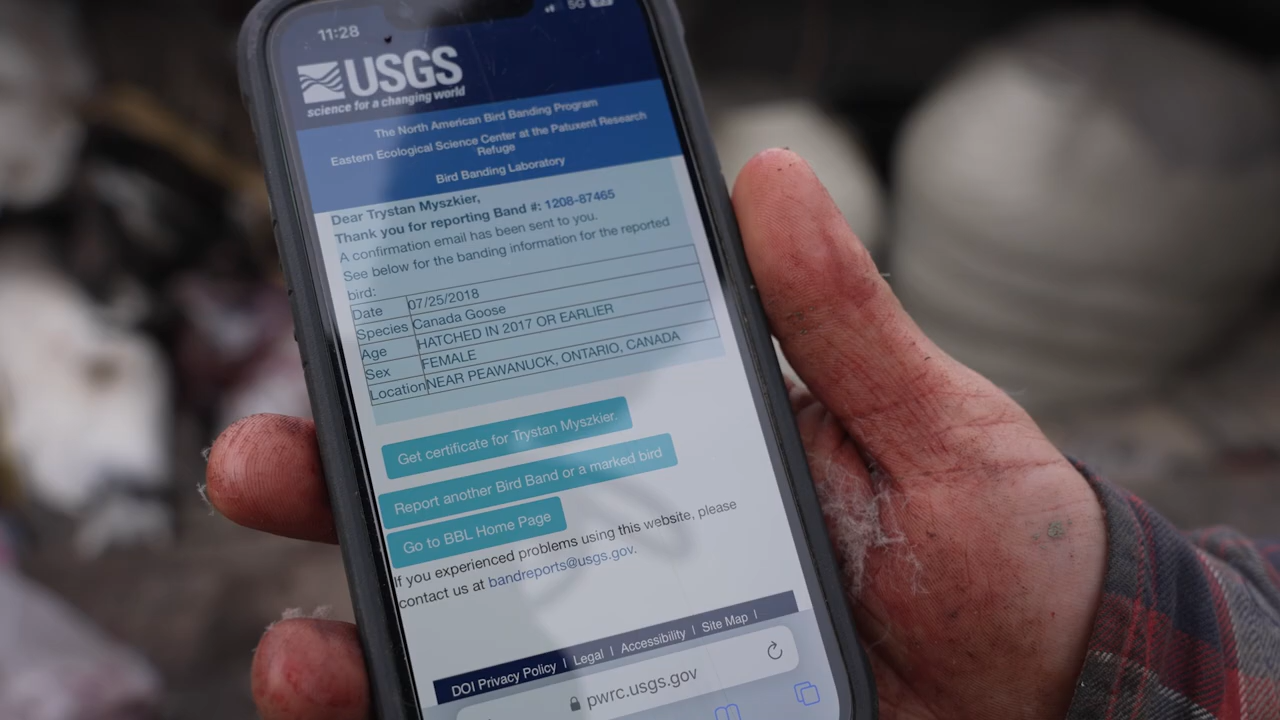 11:28
5G
USGS
science for a changing world
The North American Bird Banding Program
Eastern Ecological Science Center at the Patuxent Research
Refuge
Bird Banding Laboratory
Dear Trystan Myszkier,
Thank you for reporting Band #: 1208-87465
A confirmation email has been sent to you.
See below for the banding information for the reported
bird:
Date 07/25/2018
Species Canada Goose
Age HATCHED IN 2017 OR EARLIER
Sex FEMALE
Location NEAR PEAWANUCK, ONTARIO, CANADA
Get certificate for Trystan Myszkier.
Report another Bird Band or a marked bird
Go to BBL Home Page
If you experienced problems using this website, please
contact us at bandreports@usgs.gov.
DOI Privacy Policy | Legal | Accessibility | Site Map |
pwrc.usgs.gov